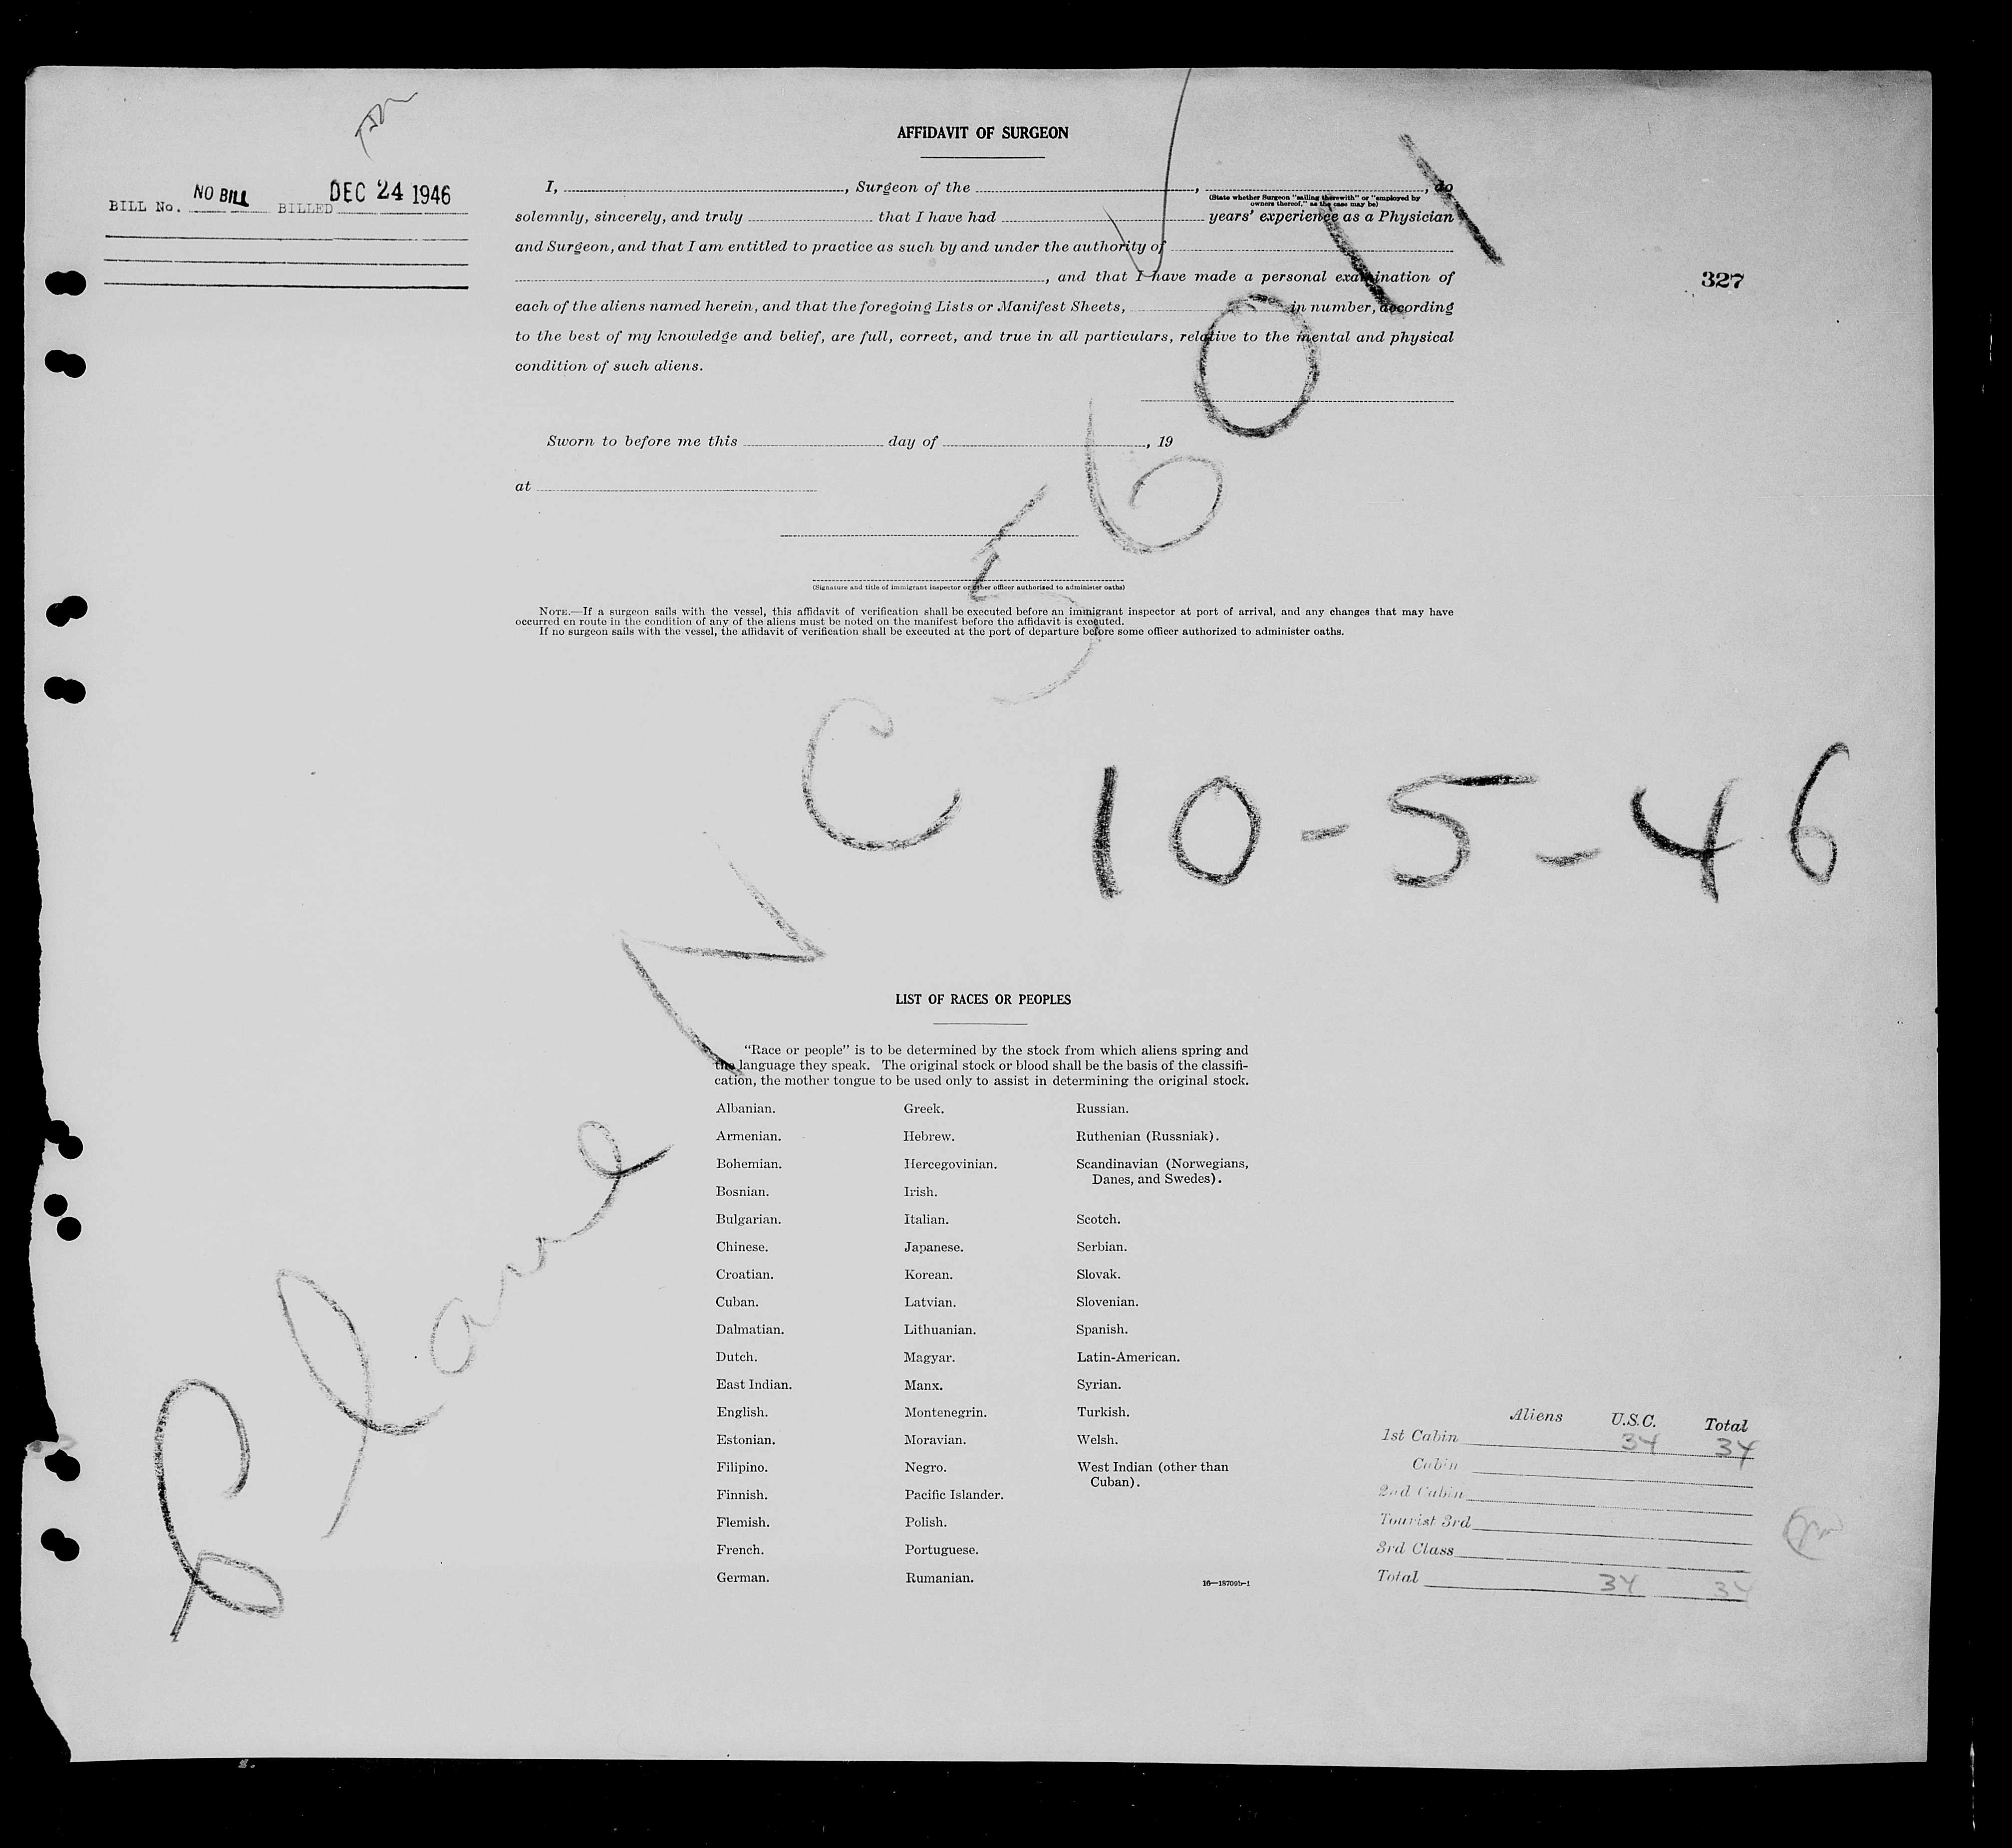 AFFIDAVIT OF SURGEON
BILL No. NO BILL BILLED DEC 24 1946
I, , Surgeon of the , , do
(State whether Surgeon "sailing therewith" or "employed by
owners thereof," as the case may be)
solemnly, sincerely, and truly that I have had years' experience as a Physician
and Surgeon, and that I am entitled to practice as such by and under the authority of
, and that I have made a personal examination of
327
each of the aliens named herein, and that the foregoing Lists or Manifest Sheets, in number, according
to the best of my knowledge and belief, are full, correct, and true in all particulars, relative to the mental and physical
condition of such aliens.
Sworn to before me this day of , 19
at
(Signature and title of immigrant inspector or other officer authorized to administer oaths)
NOTE.—If a surgeon sails with the vessel, this affidavit of verification shall be executed before an immigrant inspector at port of arrival, and any changes that may have
occurred en route in the condition of any of the aliens must be noted on the manifest before the affidavit is executed.
If no surgeon sails with the vessel, the affidavit of verification shall be executed at the port of departure before some officer authorized to administer oaths.
Plane NC 56011
10-5-46
LIST OF RACES OR PEOPLES
"Race or people" is to be determined by the stock from which aliens spring and
the language they speak. The original stock or blood shall be the basis of the classifi-
cation, the mother tongue to be used only to assist in determining the original stock.
Albanian.
Armenian.
Bohemian.
Bosnian.
Bulgarian.
Chinese.
Croatian.
Cuban.
Dalmatian.
Dutch.
East Indian.
English.
Estonian.
Filipino.
Finnish.
Flemish.
French.
German.
Greek.
Hebrew.
Hercegovinian.
Irish.
Italian.
Japanese.
Korean.
Latvian.
Lithuanian.
Magyar.
Manx.
Montenegrin.
Moravian.
Negro.
Pacific Islander.
Polish.
Portuguese.
Rumanian.
Russian.
Ruthenian (Russniak).
Scandinavian (Norwegians,
Danes, and Swedes).
Scotch.
Serbian.
Slovak.
Slovenian.
Spanish.
Latin-American.
Syrian.
Turkish.
Welsh.
West Indian (other than
Cuban).
16—18709b-1
Aliens U.S.C. Total
1st Cabin 34 34
Cabin
2nd Cabin
Tourist 3rd
3rd Class
Total 34 34